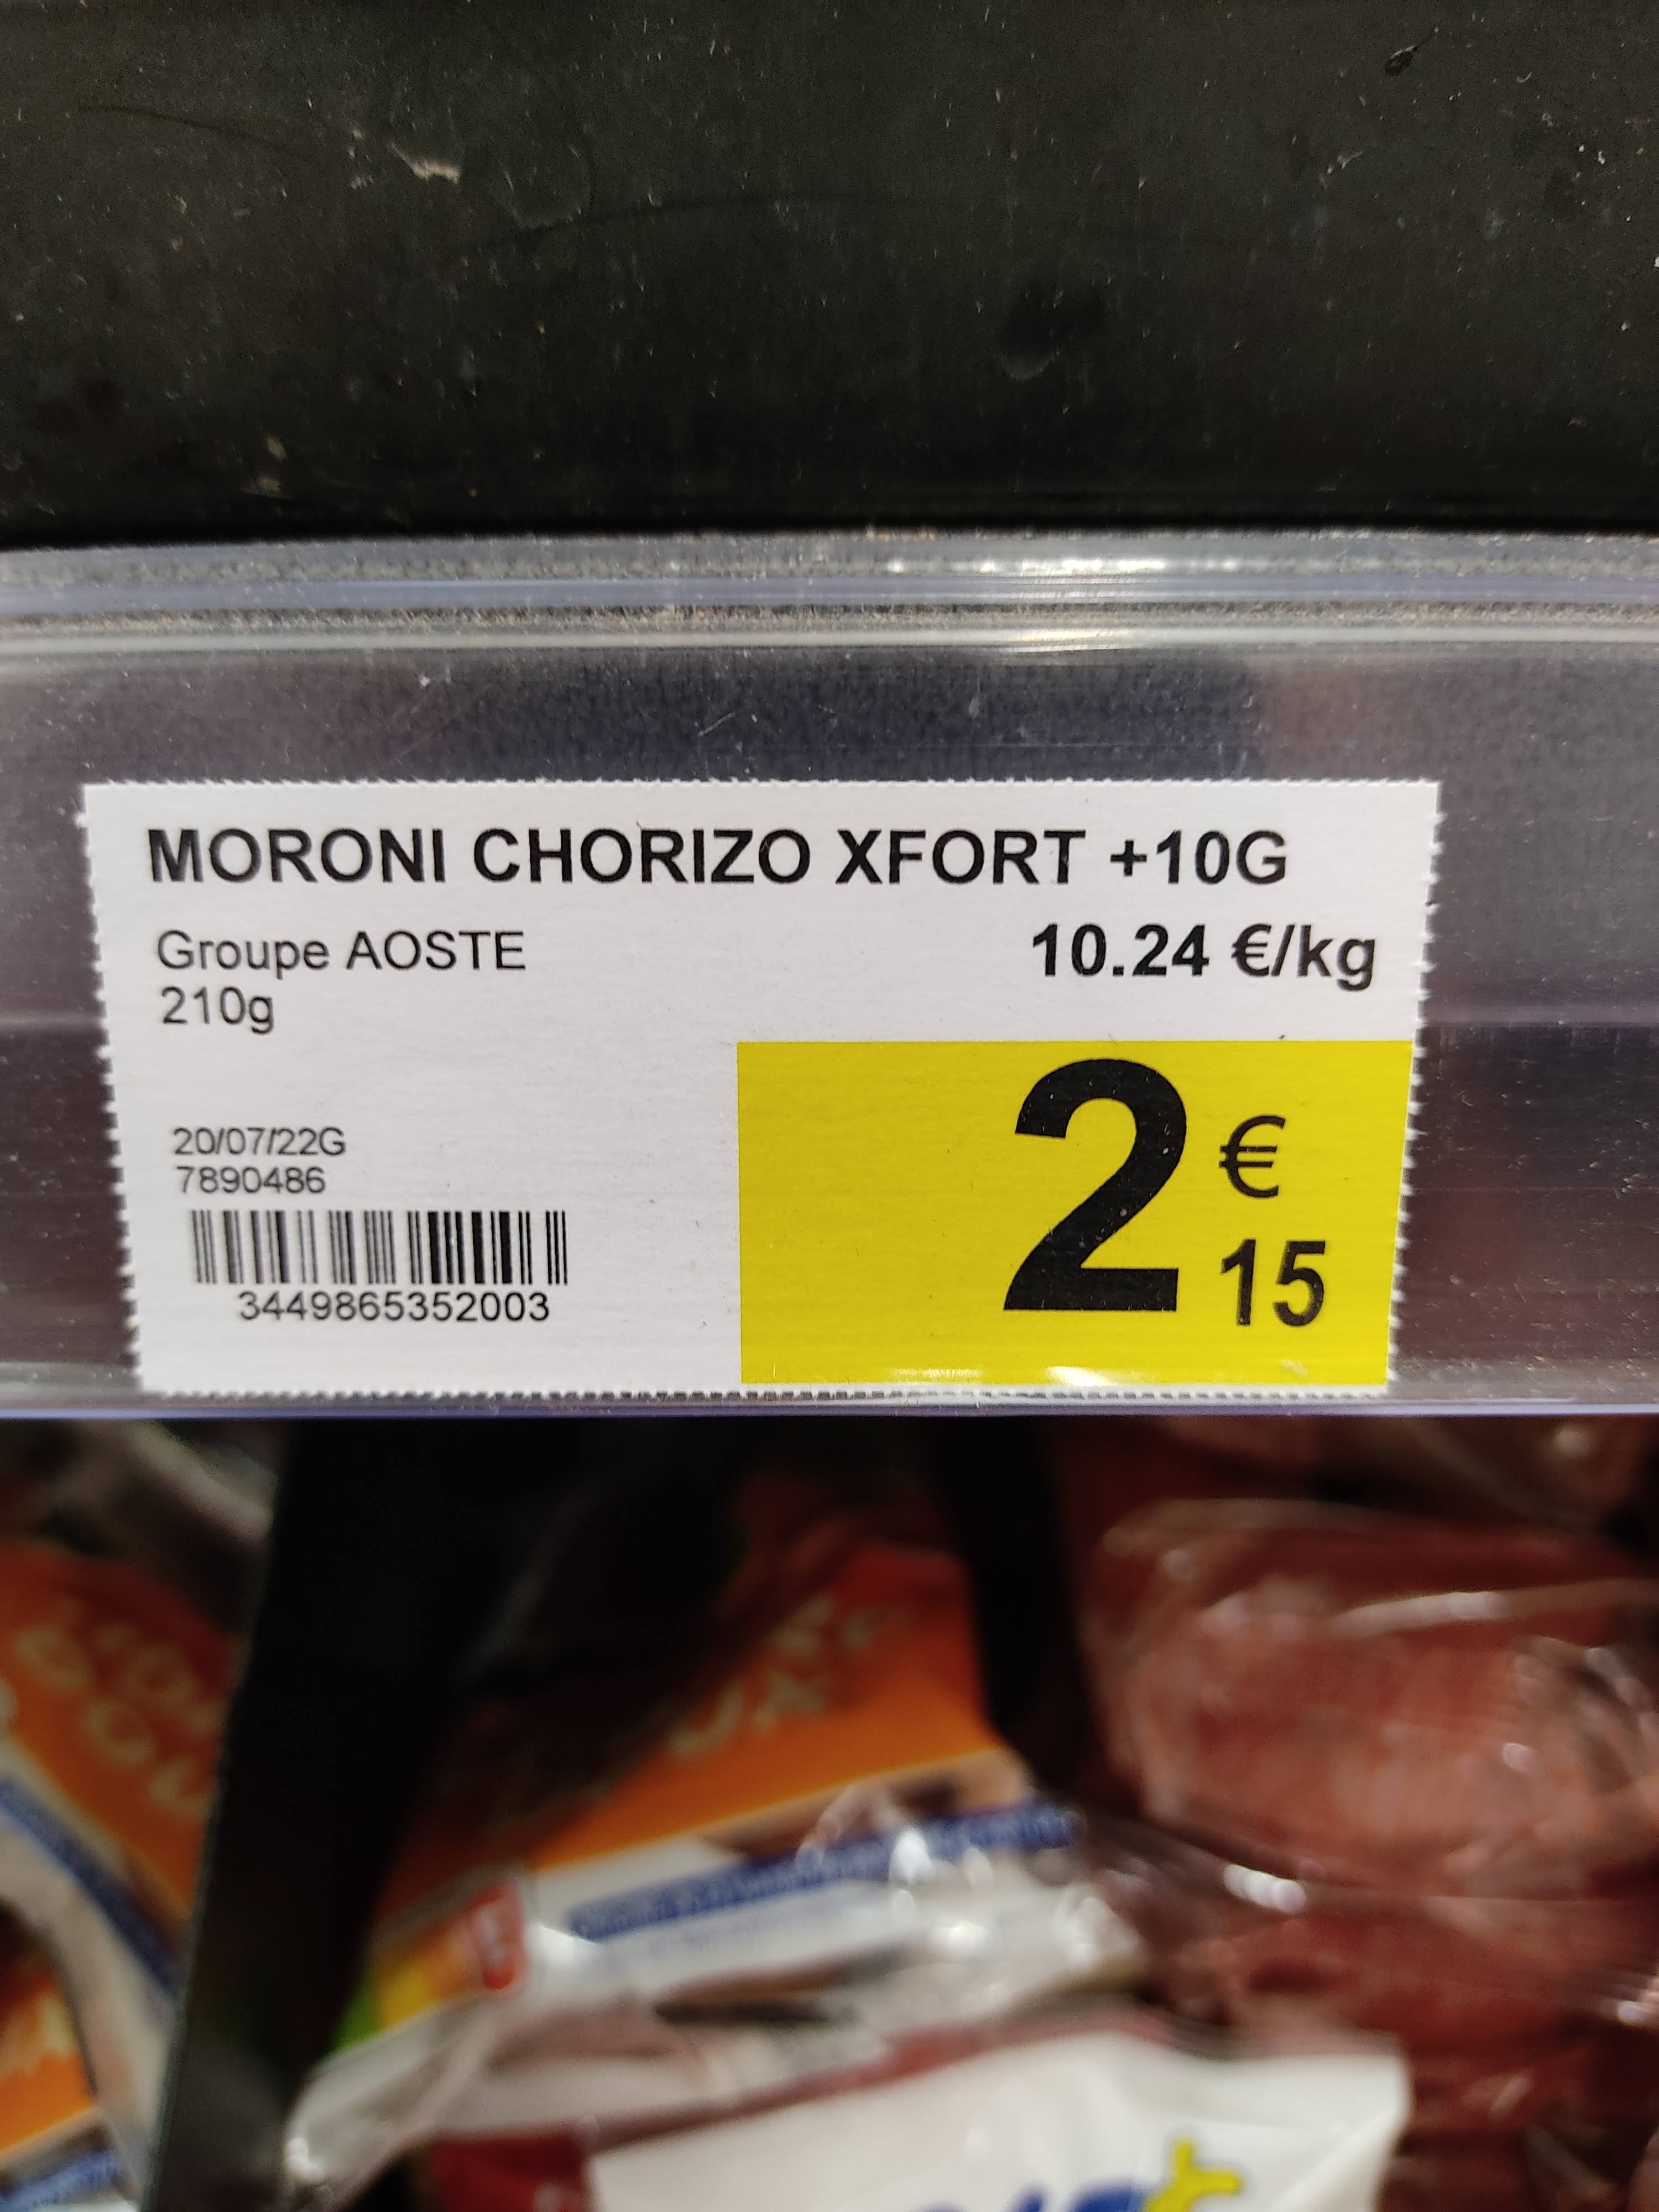 MORONI CHORIZO XFORT +10G
Groupe AOSTE
10.24 €/kg
210g
2 €
15
20/07/22G
7890486
3449865352003